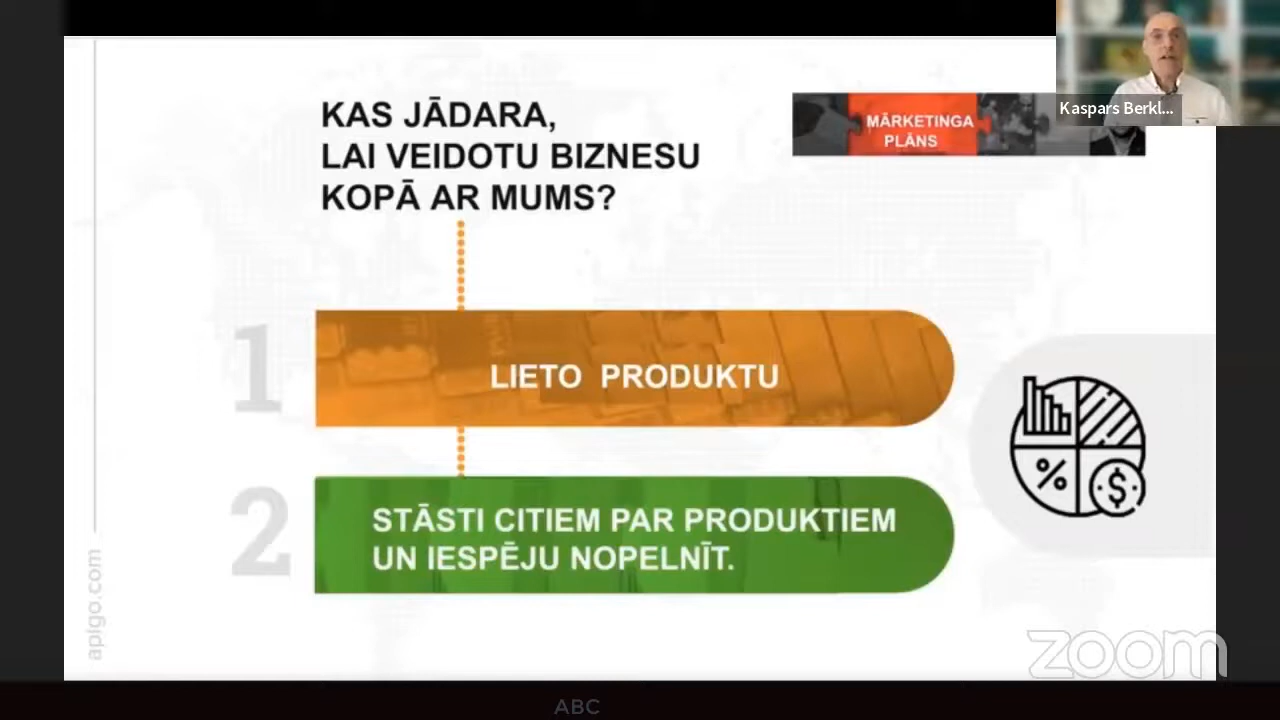 KAS JĀDARA,
LAI VEIDOTU BIZNESU
KOPĀ AR MUMS?
MĀRKETINGA
PLĀNS
Kaspars Berkl...
1
LIETO PRODUKTU
2
STĀSTI CITIEM PAR PRODUKTIEM
UN IESPĒJU NOPELNĪT.
%
$
apigo.com
zoom
ABC